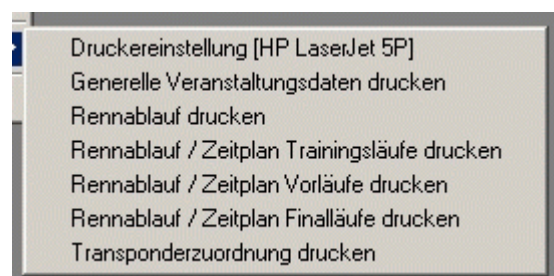 Druckereinstellung [HP LaserJet 5P]
Generelle Veranstaltungsdaten drucken
Rennablauf drucken
Rennablauf / Zeitplan Trainingsläufe drucken
Rennablauf / Zeitplan Vorläufe drucken
Rennablauf / Zeitplan Finalläufe drucken
Transponderzuordnung drucken